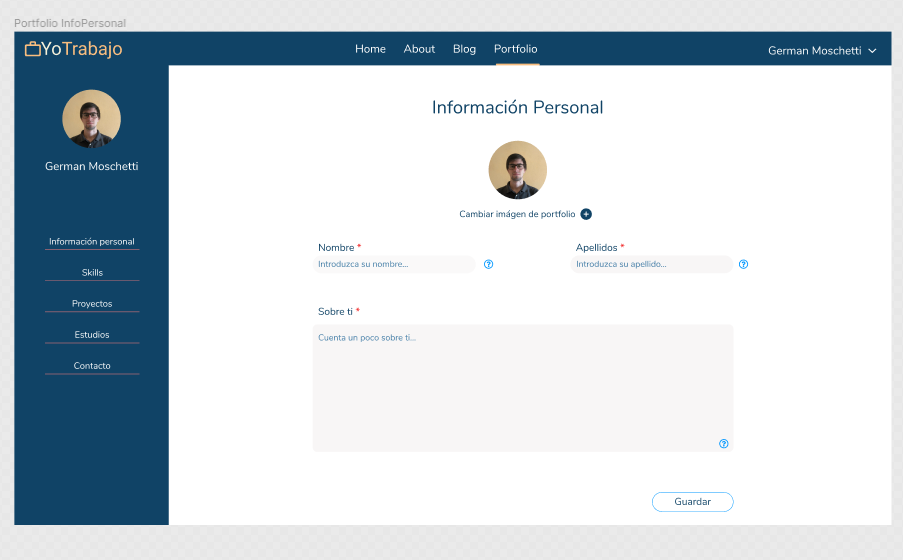 Portfolio InfoPersonal
YoTrabajo
Home About Blog Portfolio
German Moschetti
German Moschetti
Información personal
Skills
Proyectos
Estudios
Contacto
Información Personal
Cambiar imágen de portfolio
Nombre *
Introduzca su nombre...
Apellidos *
Introduzca su apellido...
Sobre ti *
Cuenta un poco sobre ti...
Guardar